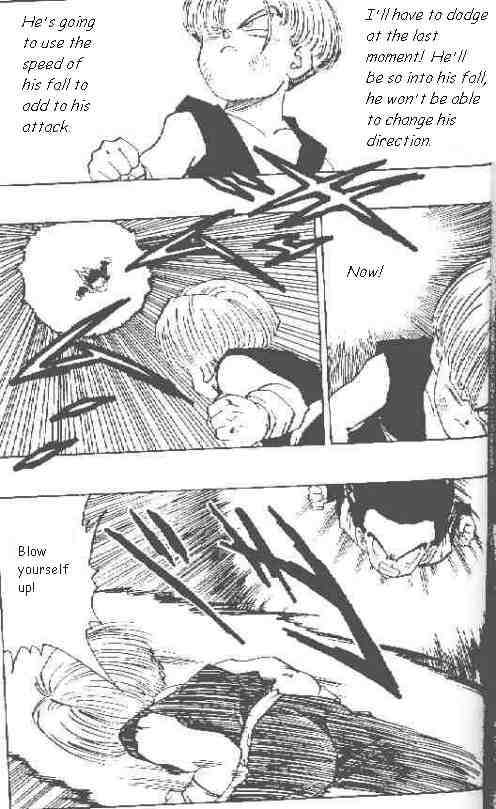 He's going
to use the
speed of
his fall to
add to his
attack.
I'll have to dodge
at the last
moment! He'll
be so into his fall,
he won't be able
to change his
direction.
Now!
Blow
yourself
up!